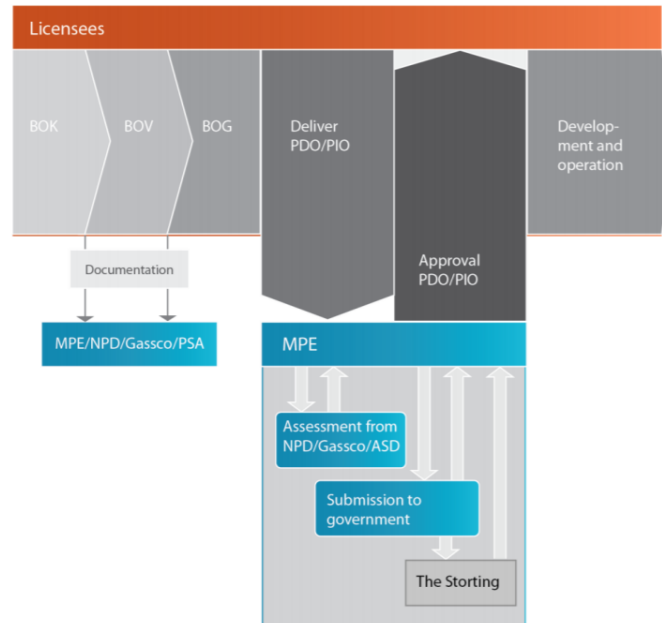 Licensees
BOK
BOV
BOG
Deliver
PDO/PIO
Develop-
ment and
operation
Approval
PDO/PIO
Documentation
MPE/NPD/Gassco/PSA
MPE
Assessment from
NPD/Gassco/ASD
Submission to
government
The Storting